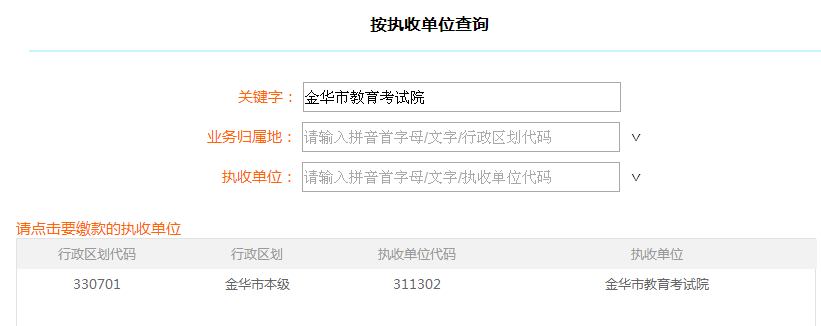 按执收单位查询
关键字： 金华市教育考试院
业务归属地： 请输入拼音首字母/文字/行政区划代码
执收单位： 请输入拼音首字母/文字/执收单位代码
请点击要缴款的执收单位
行政区划代码 行政区划 执收单位代码 执收单位
330701 金华市本级 311302 金华市教育考试院